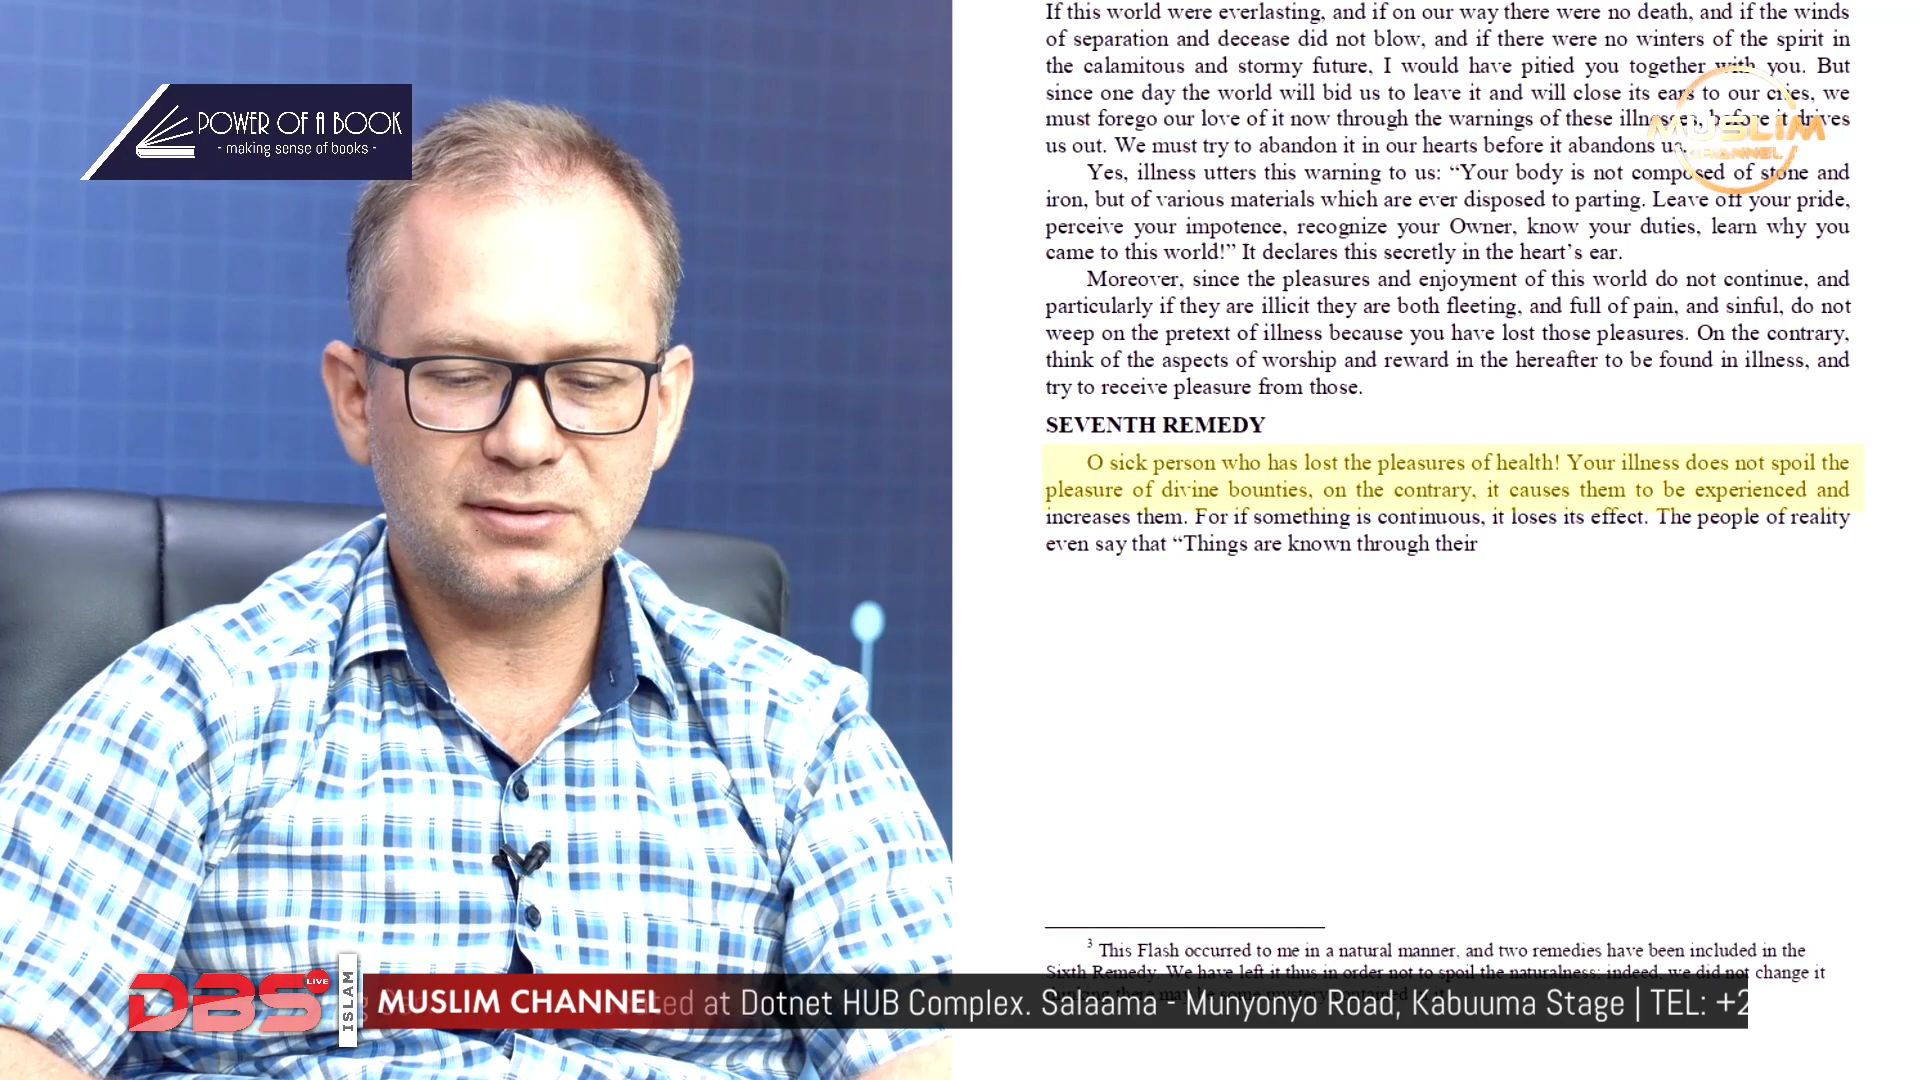 POWER OF A BOOK
- making sense of books -
MUSLIM
CHANNEL
If this world were everlasting, and if on our way there were no death, and if the winds
of separation and decease did not blow, and if there were no winters of the spirit in
the calamitous and stormy future, I would have pitied you together with you. But
since one day the world will bid us to leave it and will close its ears to our cries, we
must forego our love of it now through the warnings of these illnesses, before it drives
us out. We must try to abandon it in our hearts before it abandons us.
Yes, illness utters this warning to us: “Your body is not composed of stone and
iron, but of various materials which are ever disposed to parting. Leave off your pride,
perceive your impotence, recognize your Owner, know your duties, learn why you
came to this world!” It declares this secretly in the heart’s ear.
Moreover, since the pleasures and enjoyment of this world do not continue, and
particularly if they are illicit they are both fleeting, and full of pain, and sinful, do not
weep on the pretext of illness because you have lost those pleasures. On the contrary,
think of the aspects of worship and reward in the hereafter to be found in illness, and
try to receive pleasure from those.
SEVENTH REMEDY
O sick person who has lost the pleasures of health! Your illness does not spoil the
pleasure of divine bounties, on the contrary, it causes them to be experienced and
increases them. For if something is continuous, it loses its effect. The people of reality
even say that “Things are known through their
3 This Flash occurred to me in a natural manner, and two remedies have been included in the
Sixth Remedy. We have left it thus in order not to spoil the naturalness; indeed, we did not change it
DBS LIVE
ISLAM
MUSLIM CHANNEL
ted at Dotnet HUB Complex. Salaama - Munyonyo Road, Kabuuma Stage | TEL: +2